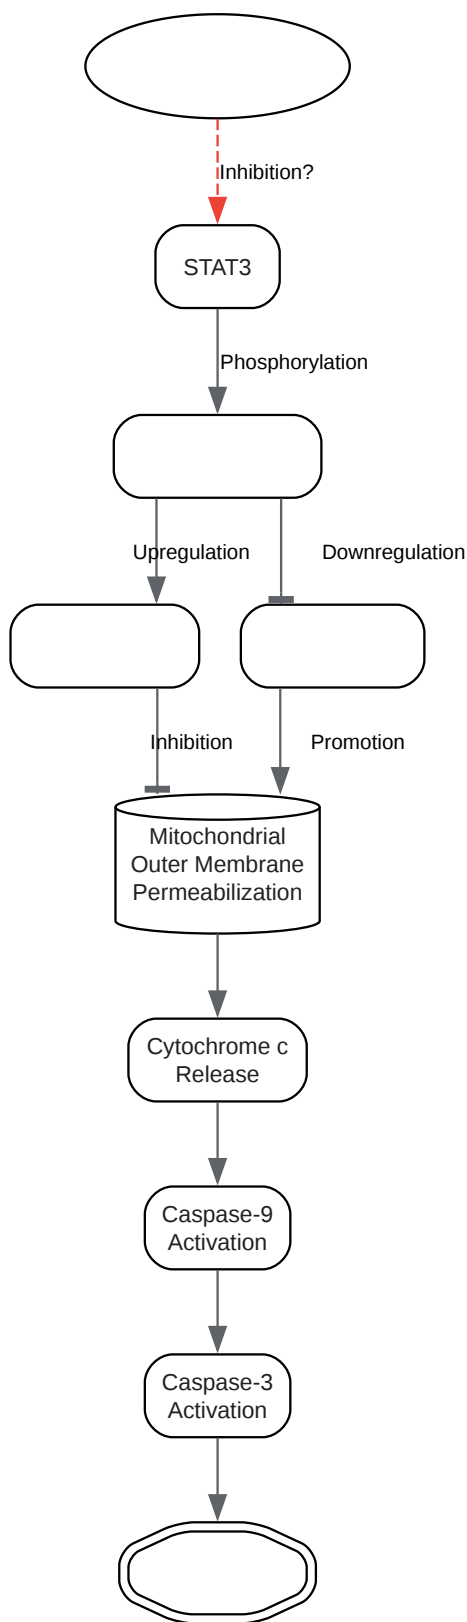 Inhibition?
STAT3
Phosphorylation
Upregulation
Downregulation
Inhibition
Promotion
Mitochondrial
Outer Membrane
Permeabilization
Cytochrome c
Release
Caspase-9
Activation
Caspase-3
Activation